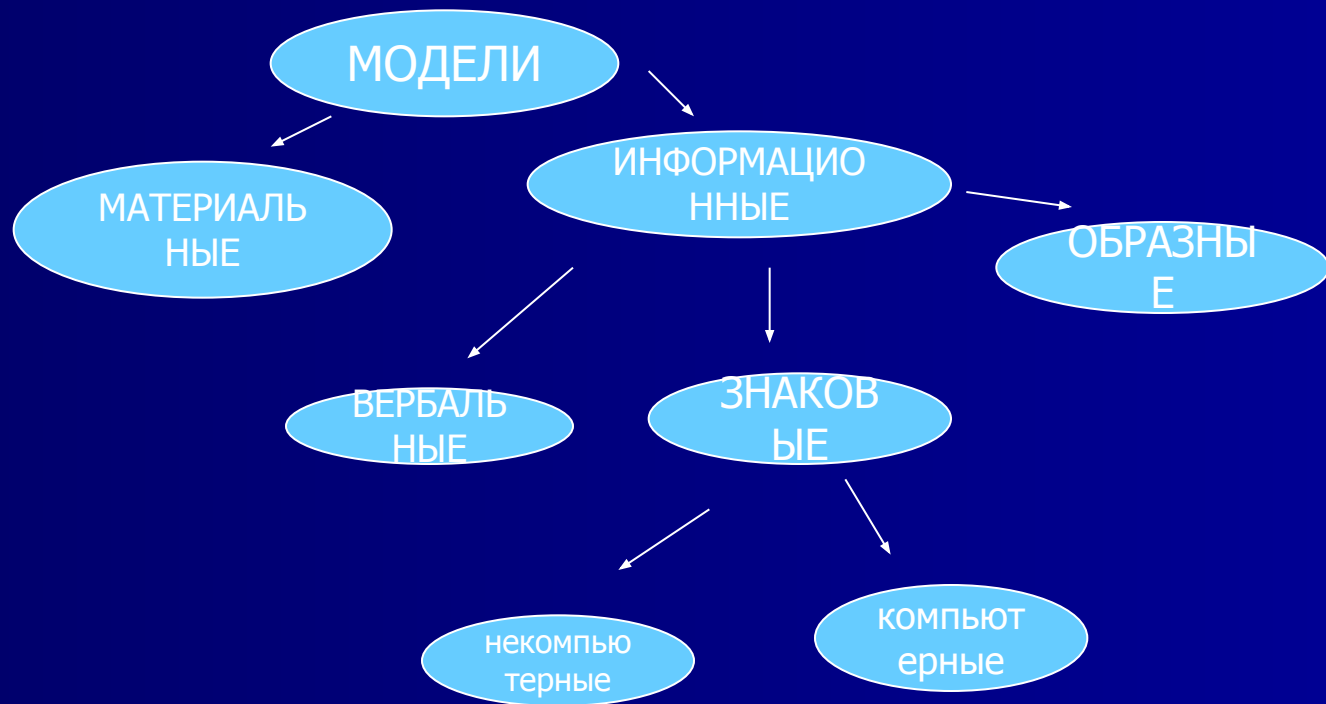 МОДЕЛИ
ИНФОРМАЦИО
ННЫЕ
МАТЕРИАЛЬ
НЫЕ
ОБРАЗНЫ
Е
ВЕРБАЛЬ
НЫЕ
ЗНАКОВ
ЫЕ
некомпью
терные
компьют
ерные